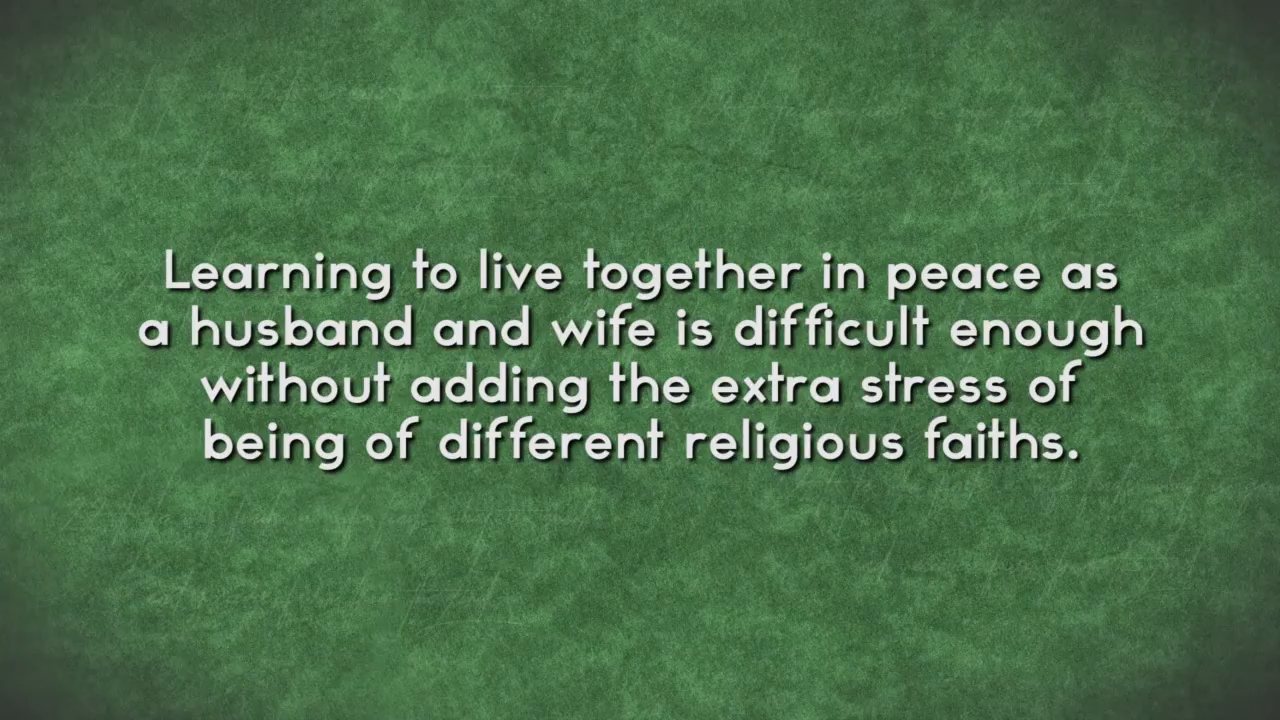 Learning to live together in peace as
a husband and wife is difficult enough
without adding the extra stress of
being of different religious faiths.